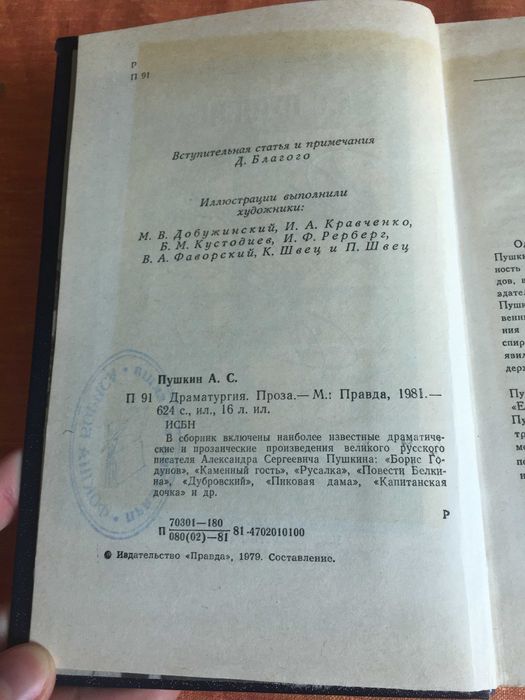 Р
П 91
Вступительная статья и примечания
Д. Благого
Иллюстрации выполнили
художники:
М. В. Добужинский, И. А. Кравченко,
Б. М. Кустодиев, И. Ф. Рерберг,
В. А. Фаворский, К. Швец и П. Швец
Пушкин А. С.
П 91 Драматургия. Проза.— М.: Правда, 1981.—
624 с., ил., 16 л. ил.
ИСБН
В сборник включены наиболее известные драматиче-
ские и прозаические произведения великого русского
писателя Александра Сергеевича Пушкина: «Борис Го-
дунов», «Каменный гость», «Русалка», «Повести Белки-
на», «Дубровский», «Пиковая дама», «Капитанская
дочка» и др.
П 70301—180
080(02)—81 81-4702010100
Р
© Издательство «Правда», 1979. Составление.